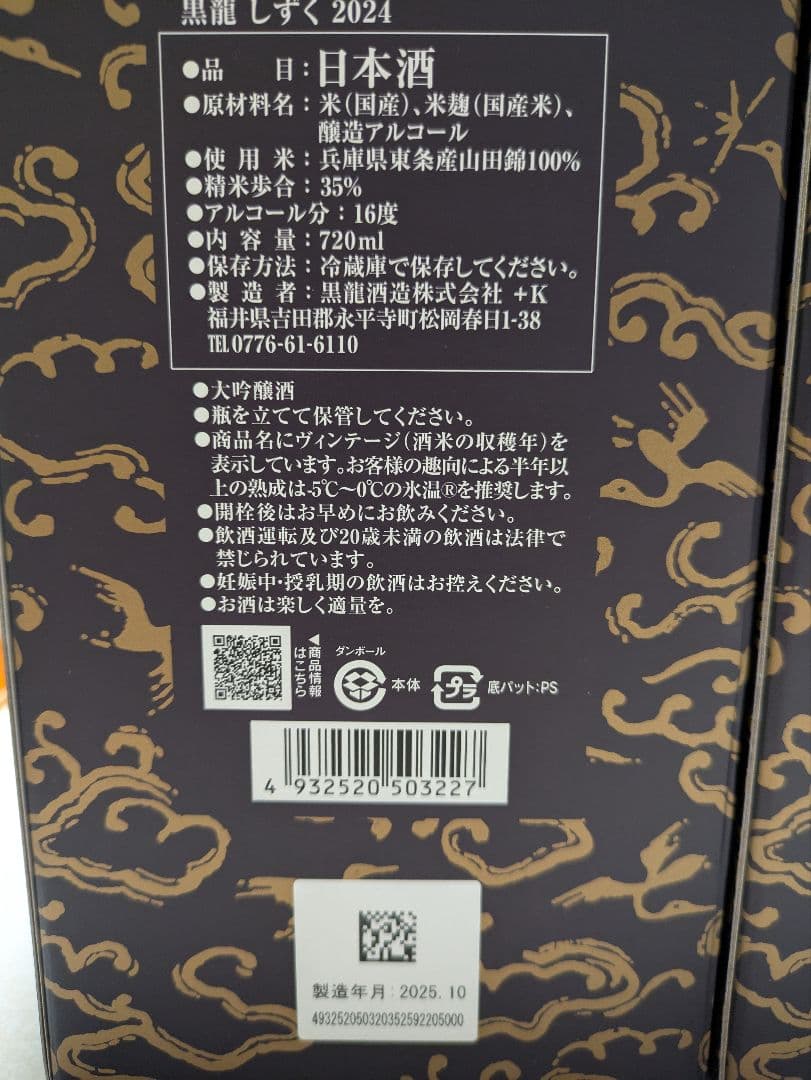 黒龍 しずく 2024
●品 目：日本酒
●原材料名：米（国産）、米麹（国産米）、
醸造アルコール
●使用米：兵庫県東条産山田錦100%
●精米歩合：35%
●アルコール分：16度
●内容量：720ml
●保存方法：冷蔵庫で保存してください。
●製造者：黒龍酒造株式会社 +K
福井県吉田郡永平寺町松岡春日1-38
TEL0776-61-6110
●大吟醸酒
●瓶を立てて保管してください。
●商品名にヴィンテージ（酒米の収穫年）を
表示しています。お客様の趣向による半年以
上の熟成は-5℃～0℃の氷温®を推奨します。
●開栓後はお早めにお飲みください。
●飲酒運転及び20歳未満の飲酒は法律で
禁じられています。
●妊娠中・授乳期の飲酒はお控えください。
●お酒は楽しく適量を。
◀商品情報
はこちら
ダンボール
本体
プラ
底パット：PS
4 932520 503227
製造年月：2025.10
493252050320352592205000